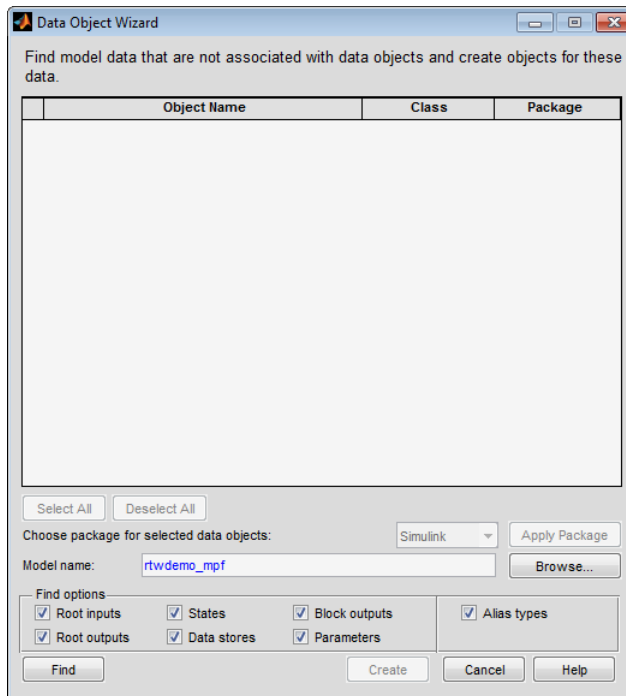 Data Object Wizard
Find model data that are not associated with data objects and create objects for these
data.
Object Name Class Package
Select All Deselect All
Choose package for selected data objects: Simulink Apply Package
Model name: rtwdemo_mpf Browse...
Find options
Root inputs States Block outputs Alias types
Root outputs Data stores Parameters
Find Create Cancel Help